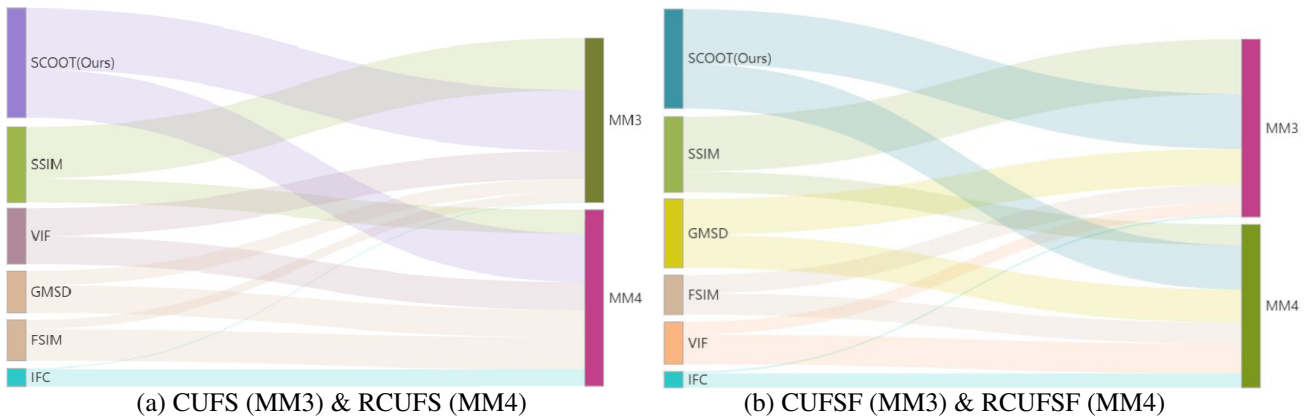 SCOOT(Ours)
SSIM
VIF
GMSD
FSIM
IFC
MM3
MM4
(a) CUFS (MM3) & RCUFS (MM4)
SCOOT(Ours)
SSIM
GMSD
FSIM
VIF
IFC
MM3
MM4
(b) CUFSF (MM3) & RCUFSF (MM4)